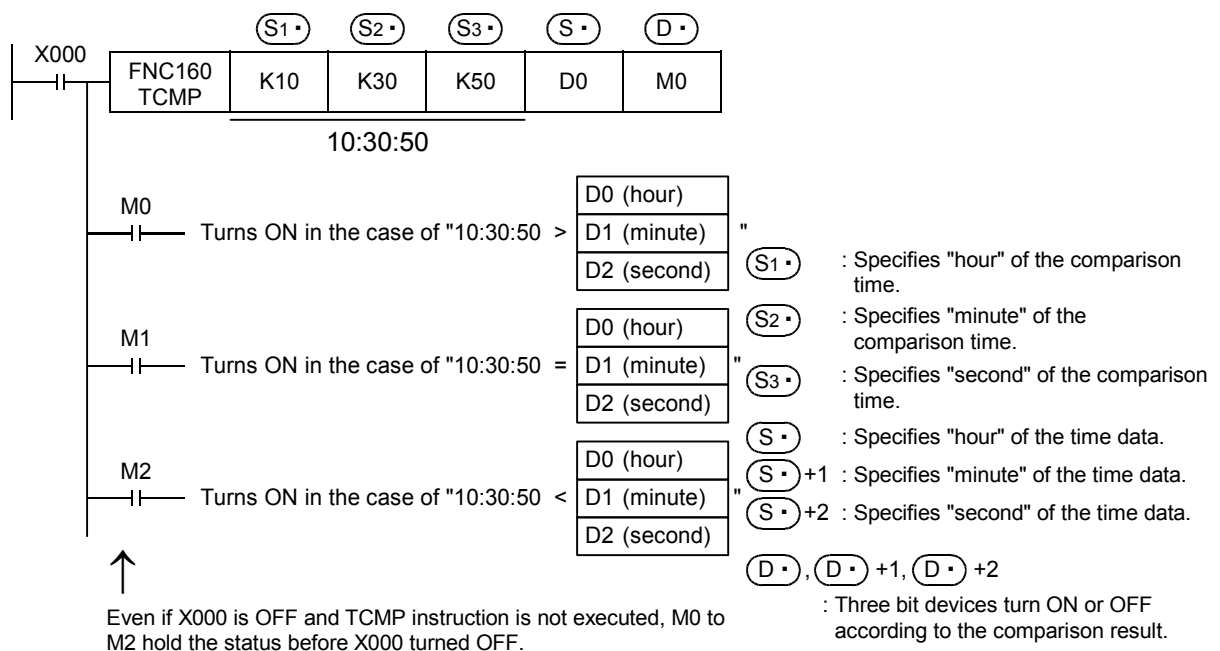 S1· S2· S3· S· D·
X000
FNC160 TCMP K10 K30 K50 D0 M0
10:30:50
M0
Turns ON in the case of "10:30:50 >
D0 (hour)
D1 (minute)
D2 (second)
"
M1
Turns ON in the case of "10:30:50 =
D0 (hour)
D1 (minute)
D2 (second)
"
M2
Turns ON in the case of "10:30:50 <
D0 (hour)
D1 (minute)
D2 (second)
"
S1· : Specifies "hour" of the comparison
time.
S2· : Specifies "minute" of the
comparison time.
S3· : Specifies "second" of the comparison
time.
S· : Specifies "hour" of the time data.
S·+1 : Specifies "minute" of the time data.
S·+2 : Specifies "second" of the time data.
D·, D· +1, D· +2
: Three bit devices turn ON or OFF
according to the comparison result.
Even if X000 is OFF and TCMP instruction is not executed, M0 to
M2 hold the status before X000 turned OFF.